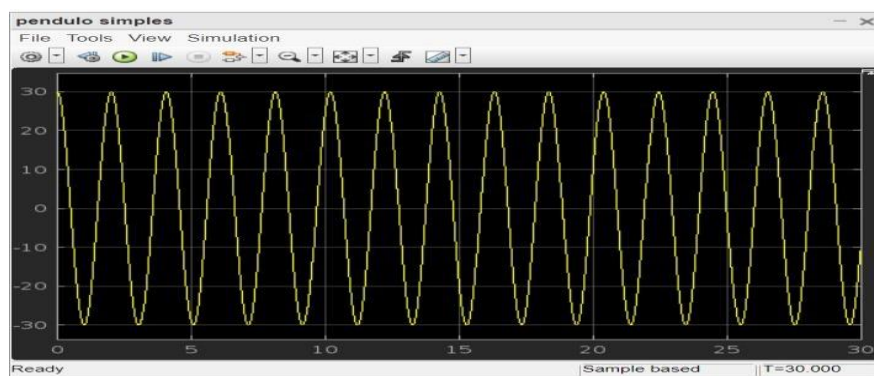 pendulo simples
File Tools View Simulation
30
20
10
0
-10
-20
-30
0 5 10 15 20 25 30
Ready Sample based T=30.000